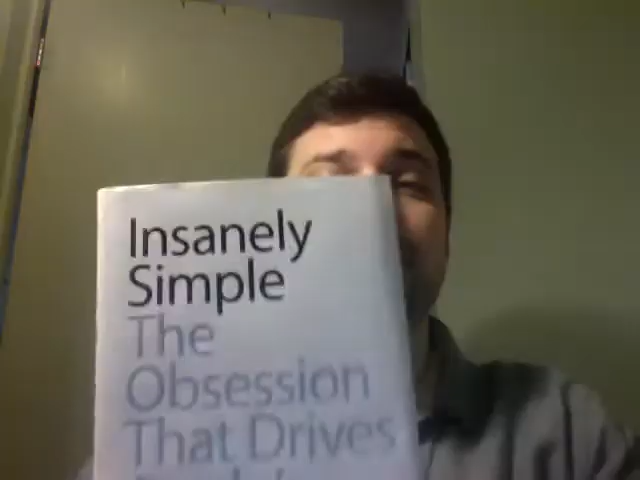 Insanely
Simple
The
Obsession
That Drives